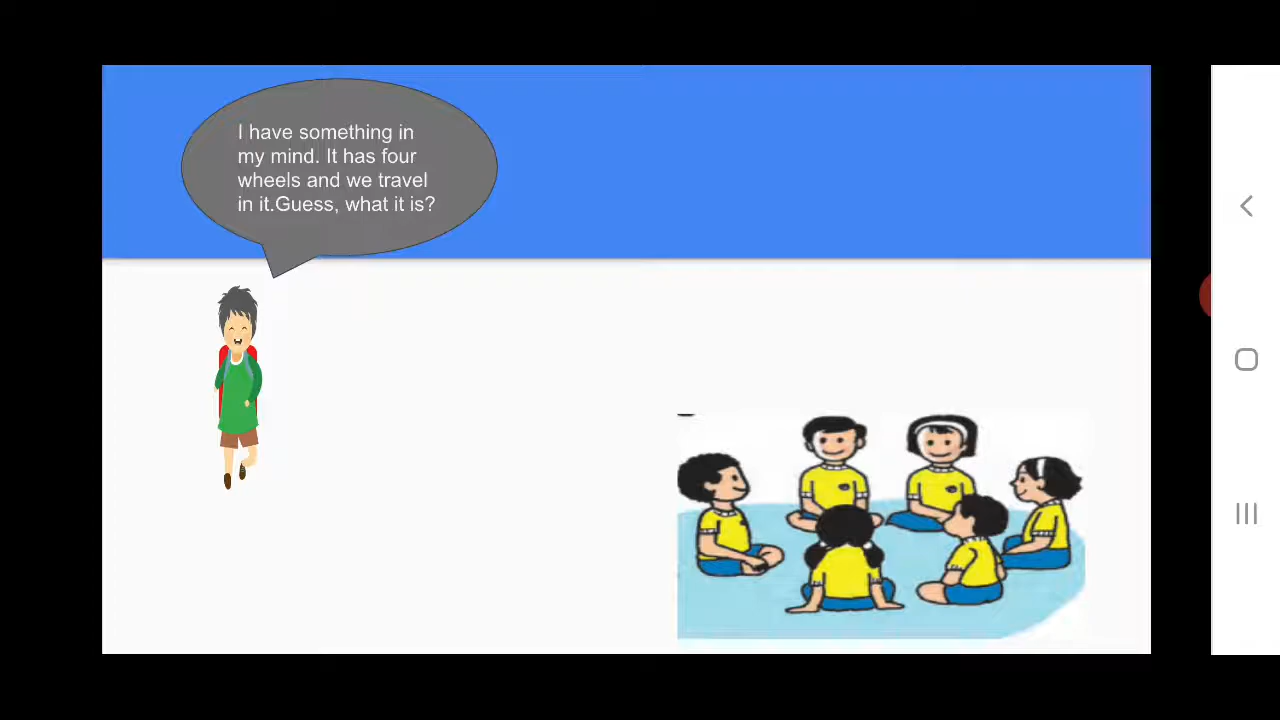 I have something in
my mind. It has four
wheels and we travel
in it.Guess, what it is?